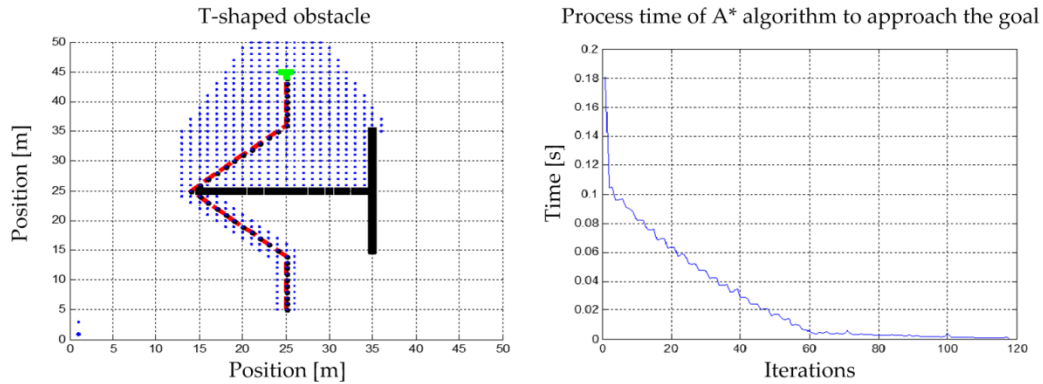 T-shaped obstacle
Position [m]
50
45
40
35
30
25
20
15
10
5
0
0 5 10 15 20 25 30 35 40 45 50
Position [m]
Process time of A* algorithm to approach the goal
Time [s]
0.2
0.18
0.16
0.14
0.12
0.1
0.08
0.06
0.04
0.02
0
0 20 40 60 80 100 120
Iterations